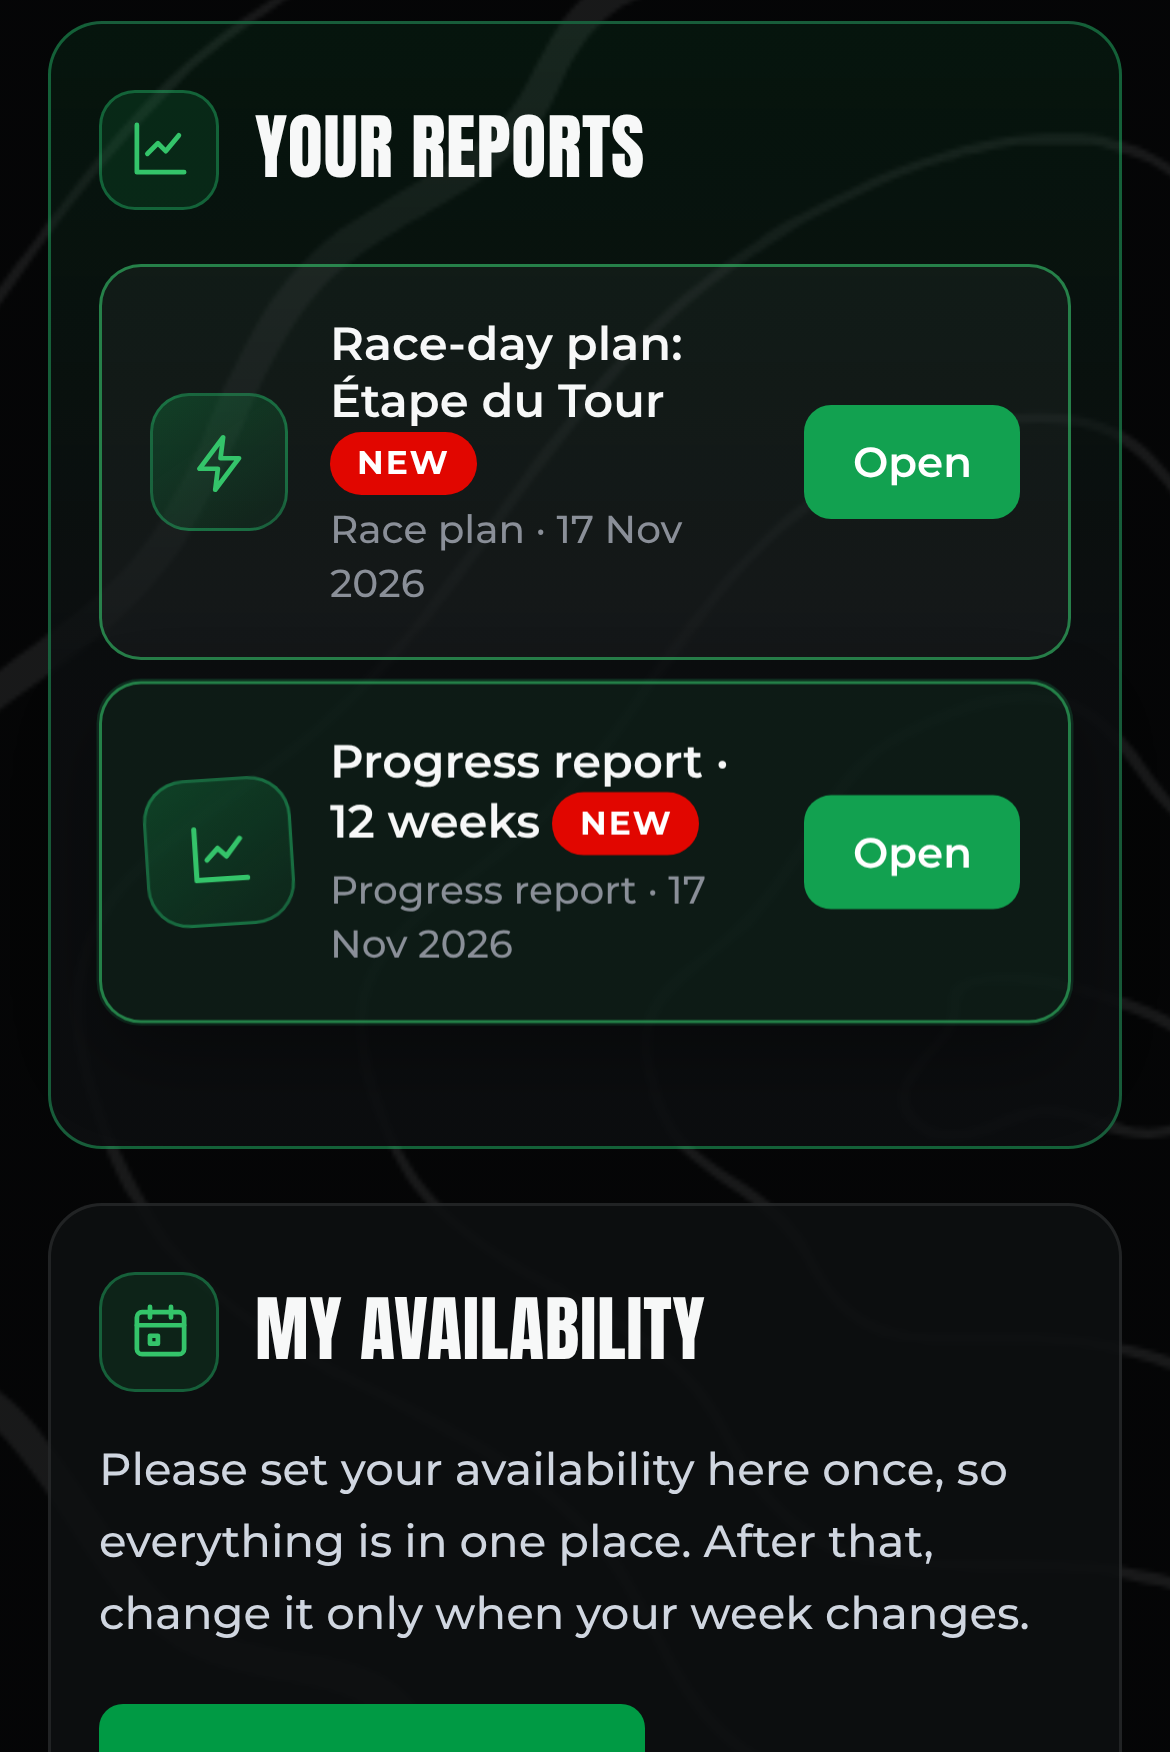 YOUR REPORTS
Race-day plan:
Étape du Tour
NEW
Race plan · 17 Nov
2026
Open
Progress report ·
12 weeks NEW
Progress report · 17
Nov 2026
Open
MY AVAILABILITY
Please set your availability here once, so
everything is in one place. After that,
change it only when your week changes.